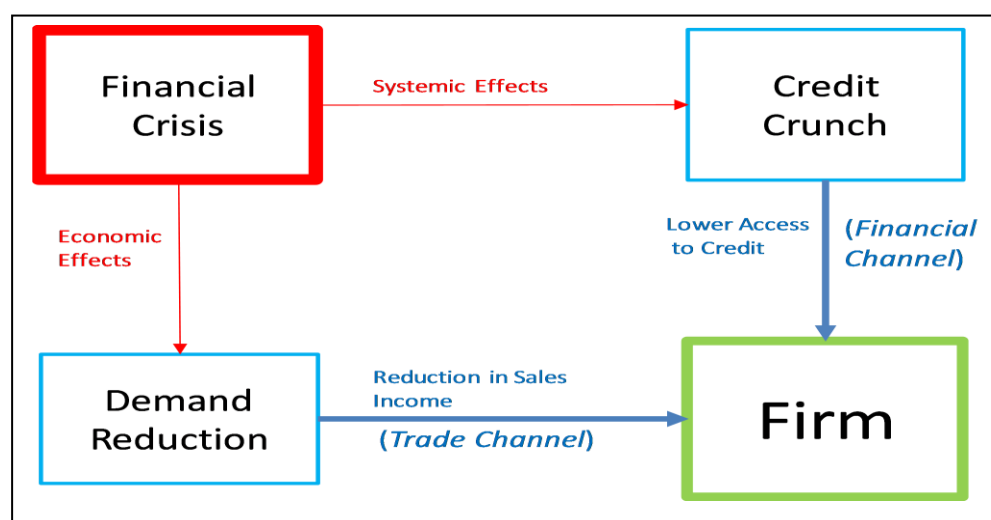 Financial
Crisis
Systemic Effects
Credit
Crunch
Economic
Effects
Lower Access
to Credit
(Financial
Channel)
Demand
Reduction
Reduction in Sales
Income
(Trade Channel)
Firm